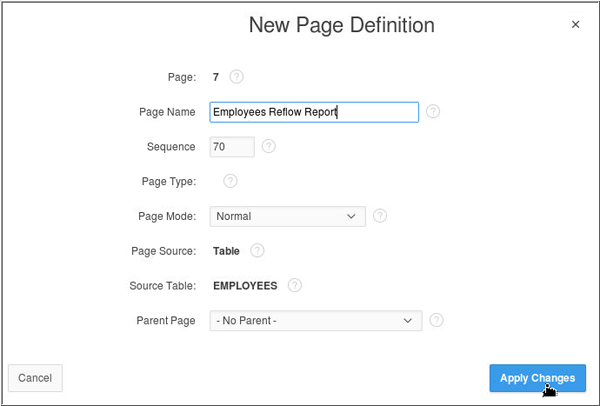 New Page Definition ×
Page: 7 ?
Page Name Employees Reflow Report ?
Sequence 70 ?
Page Type: ?
Page Mode: Normal ?
Page Source: Table ?
Source Table: EMPLOYEES ?
Parent Page - No Parent - ?
Cancel Apply Changes